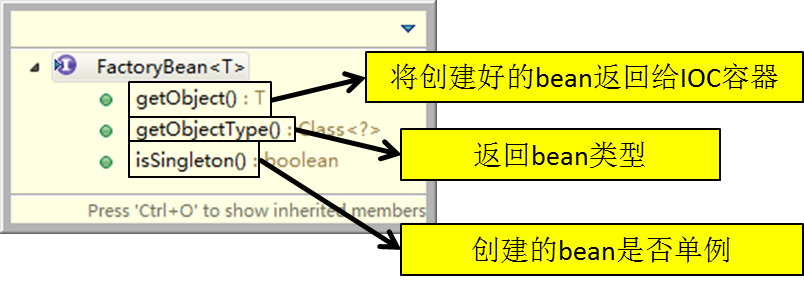 FactoryBean<T>
getObject() : T
将创建好的bean返回给IOC容器
getObjectType() : Class<?>
返回bean类型
isSingleton() : boolean
Press 'Ctrl+O' to show inherited members
创建的bean是否单例